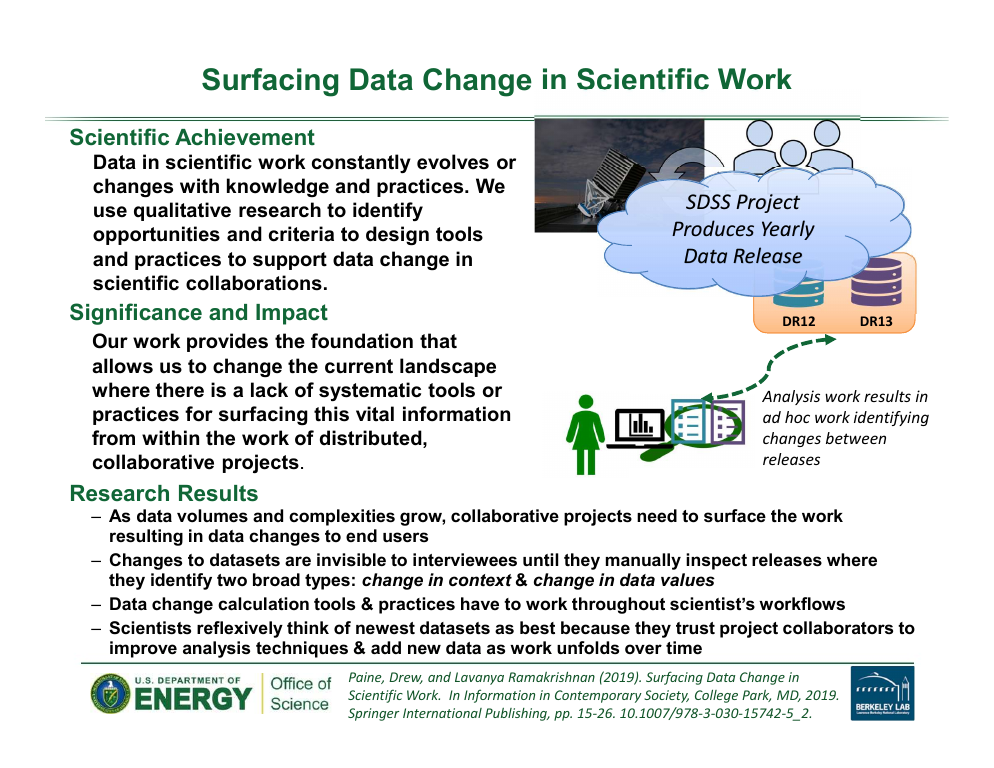 Surfacing Data Change in Scientific Work
Scientific Achievement
Data in scientific work constantly evolves or
changes with knowledge and practices. We
use qualitative research to identify
opportunities and criteria to design tools
and practices to support data change in
scientific collaborations.
Significance and Impact
Our work provides the foundation that
allows us to change the current landscape
where there is a lack of systematic tools or
practices for surfacing this vital information
from within the work of distributed,
collaborative projects.
SDSS Project
Produces Yearly
Data Release
DR12 DR13
Analysis work results in
ad hoc work identifying
changes between
releases
Research Results
– As data volumes and complexities grow, collaborative projects need to surface the work
resulting in data changes to end users
– Changes to datasets are invisible to interviewees until they manually inspect releases where
they identify two broad types: change in context & change in data values
– Data change calculation tools & practices have to work throughout scientist's workflows
– Scientists reflexively think of newest datasets as best because they trust project collaborators to
improve analysis techniques & add new data as work unfolds over time
U.S. DEPARTMENT OF
ENERGY
Office of
Science
Paine, Drew, and Lavanya Ramakrishnan (2019). Surfacing Data Change in
Scientific Work. In Information in Contemporary Society, College Park, MD, 2019.
Springer International Publishing, pp. 15-26. 10.1007/978-3-030-15742-5_2.
BERKELEY LAB
Lawrence Berkeley National Laboratory